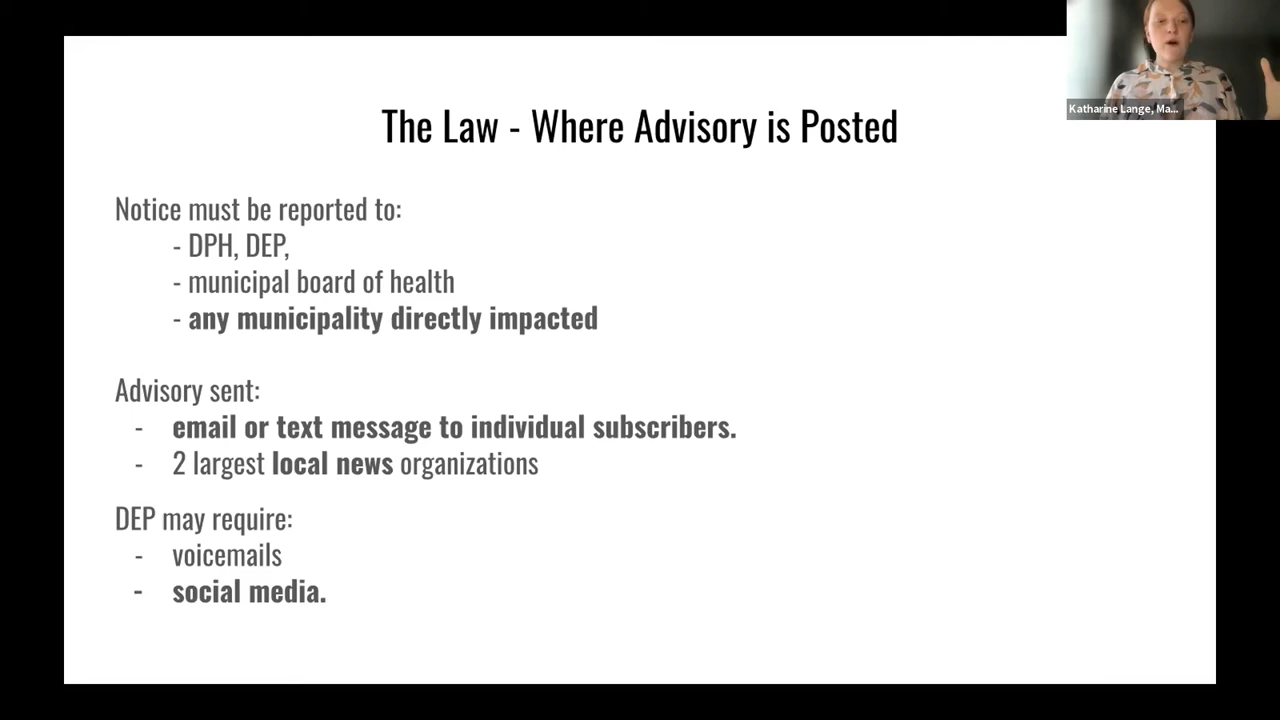 The Law - Where Advisory is Posted
Katharine Lange, Ma...
Notice must be reported to:
- DPH, DEP,
- municipal board of health
- any municipality directly impacted
Advisory sent:
- email or text message to individual subscribers.
- 2 largest local news organizations
DEP may require:
- voicemails
- social media.